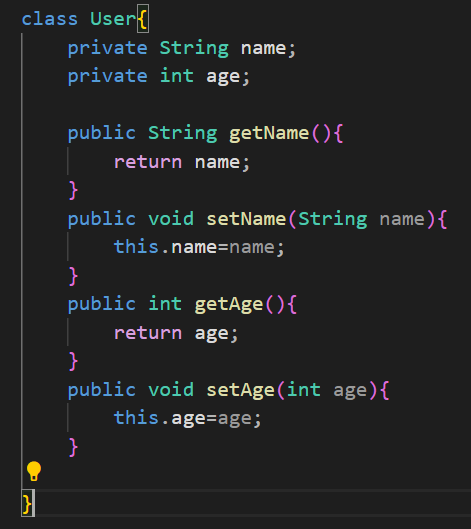 class User{
    private String name;
    private int age;

    public String getName(){
        return name;
    }
    public void setName(String name){
        this.name=name;
    }
    public int getAge(){
        return age;
    }
    public void setAge(int age){
        this.age=age;
    }

}